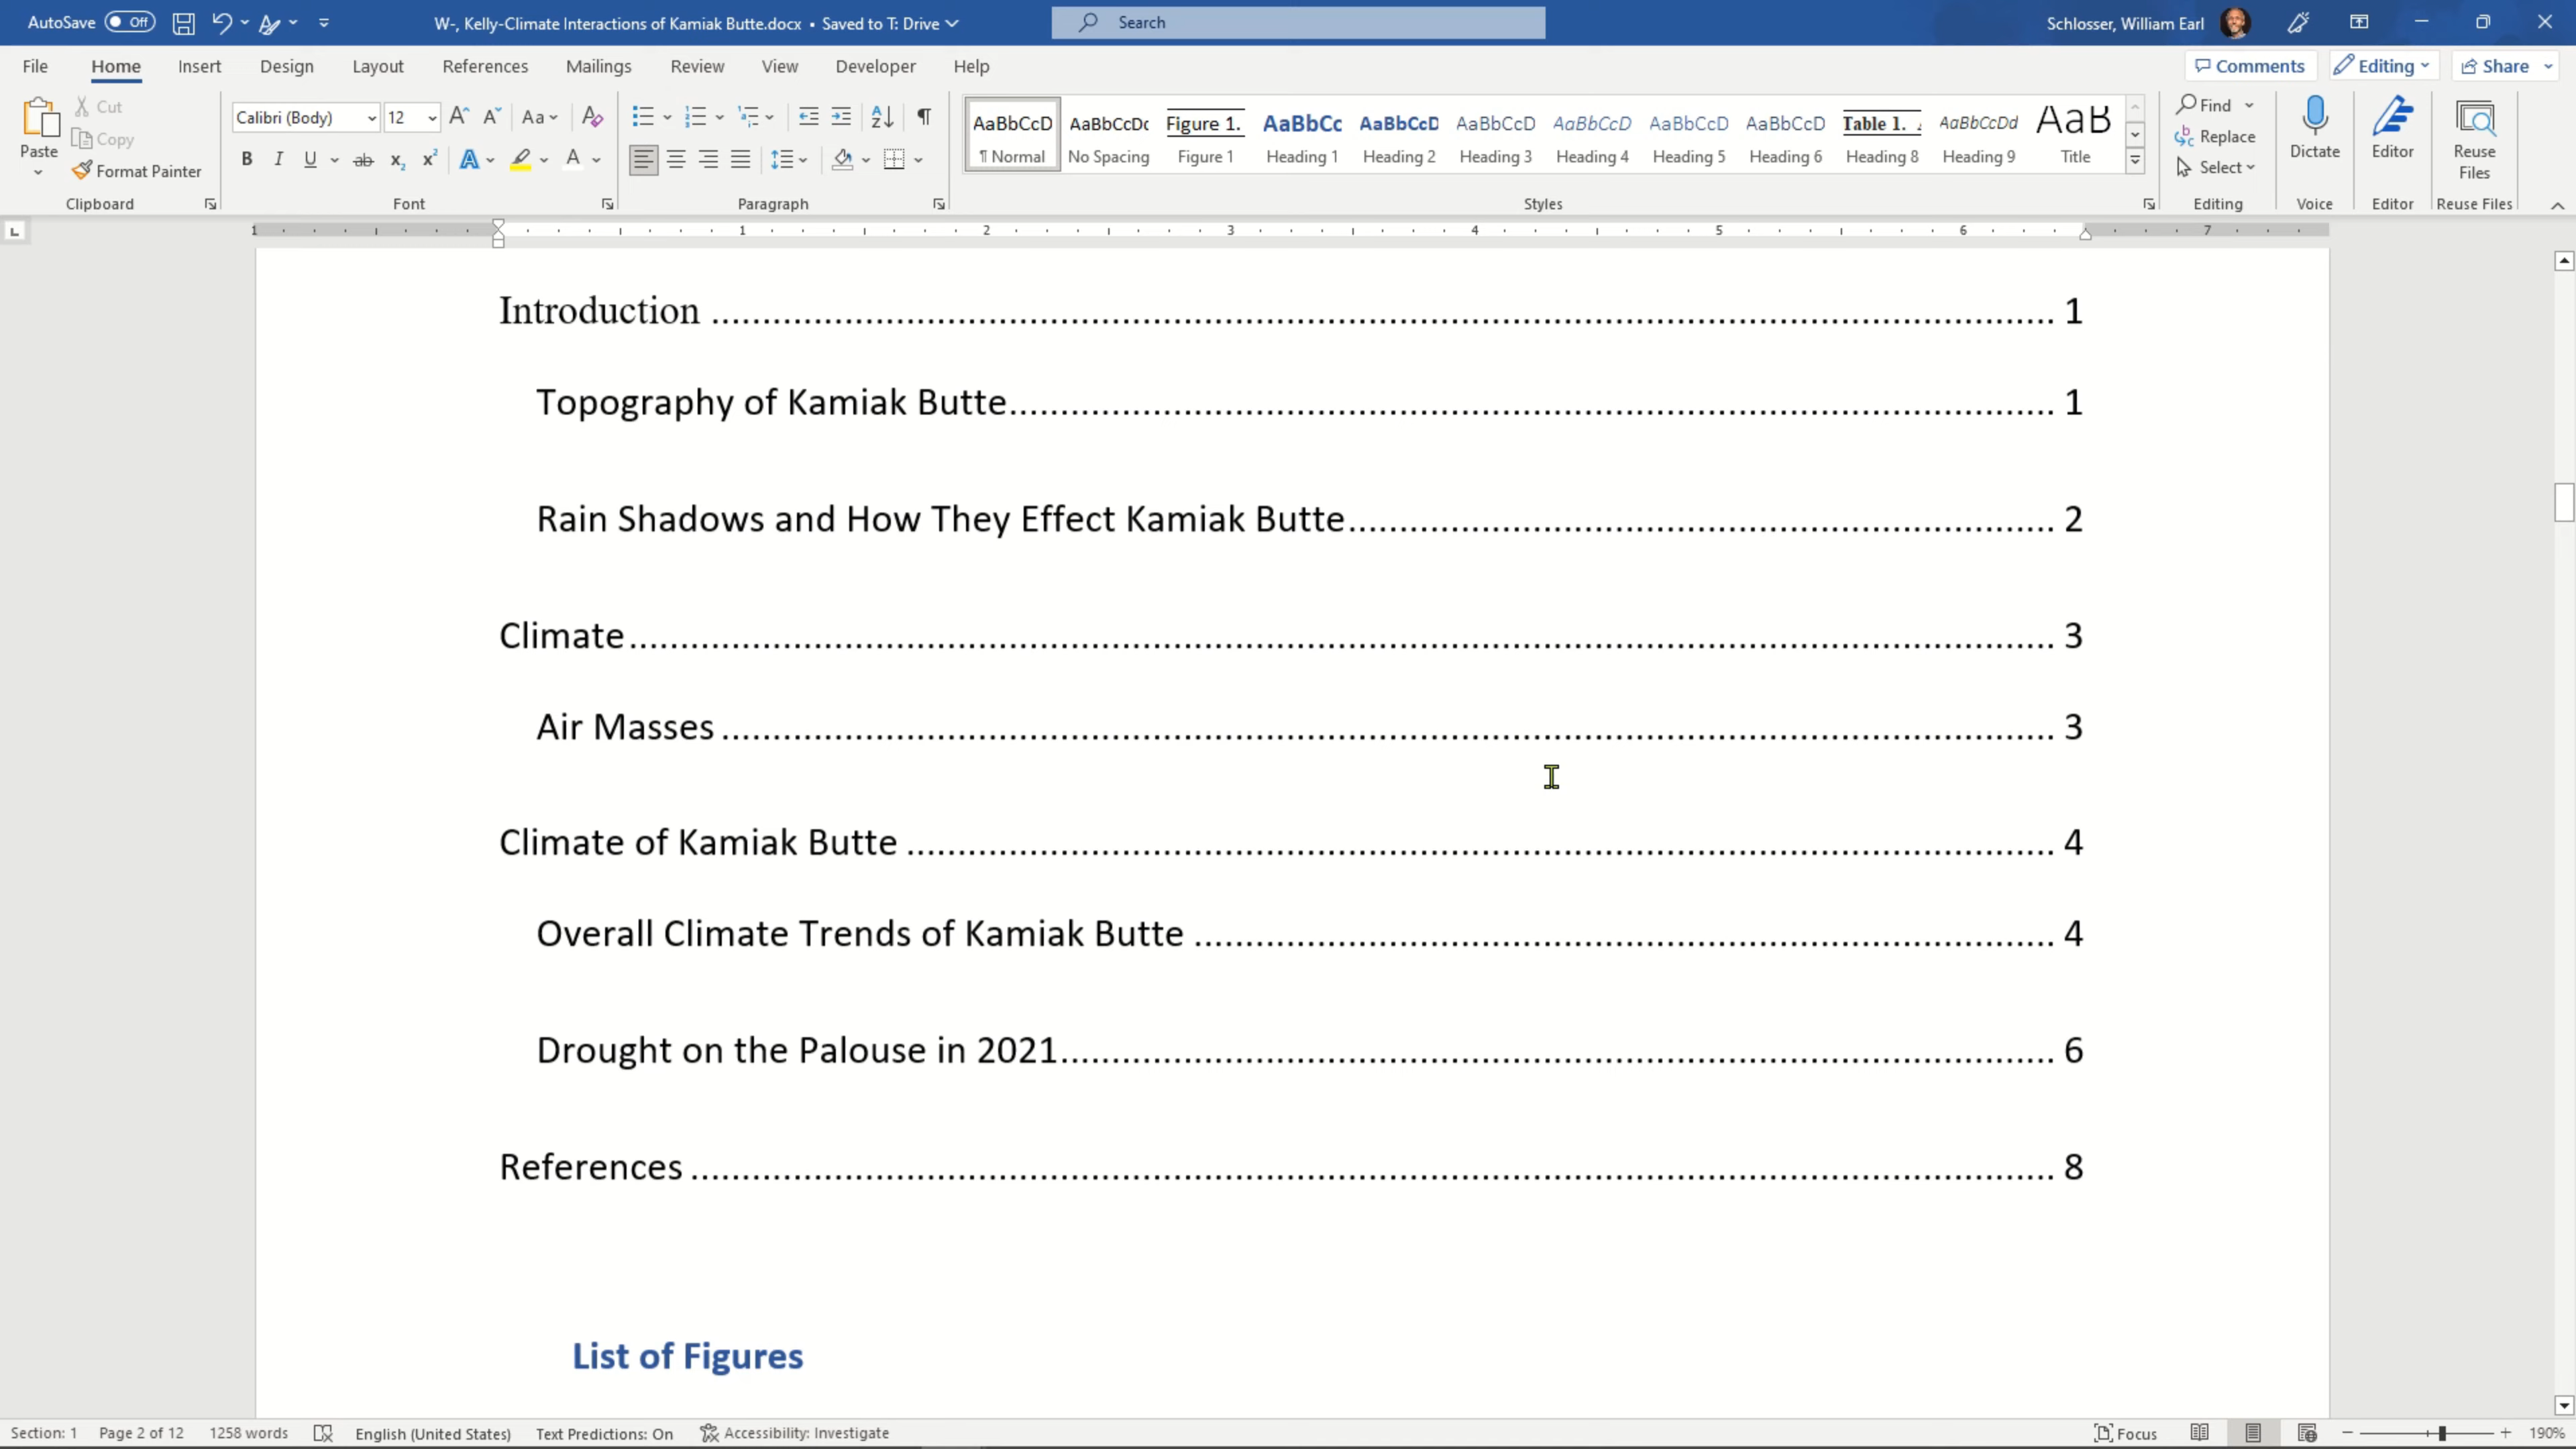 AutoSave Off W-, Kelly-Climate Interactions of Kamiak Butte.docx • Saved to T: Drive Search Schlosser, William Earl
File Home Insert Design Layout References Mailings Review View Developer Help Comments Editing Share
Paste Cut Copy Format Painter Clipboard
Calibri (Body) 12 Font
Paragraph
AaBbCcD AaBbCcDc Figure 1. AaBbCc AaBbCcD AaBbCcD AaBbCcD AaBbCcD AaBbCcD Table 1. AaBbCcDd AaB
¶ Normal No Spacing Figure 1 Heading 1 Heading 2 Heading 3 Heading 4 Heading 5 Heading 6 Heading 8 Heading 9 Title
Styles
Find Replace Select Editing
Dictate Voice
Editor Editor
Reuse Files Reuse Files
1 1 2 3 4 5 6 7
Introduction ........ 1
Topography of Kamiak Butte........ 1
Rain Shadows and How They Effect Kamiak Butte........ 2
Climate........ 3
Air Masses ........ 3
Climate of Kamiak Butte ........ 4
Overall Climate Trends of Kamiak Butte ........ 4
Drought on the Palouse in 2021........ 6
References ........ 8
List of Figures
Section: 1 Page 2 of 12 1258 words English (United States) Text Predictions: On Accessibility: Investigate Focus 190%